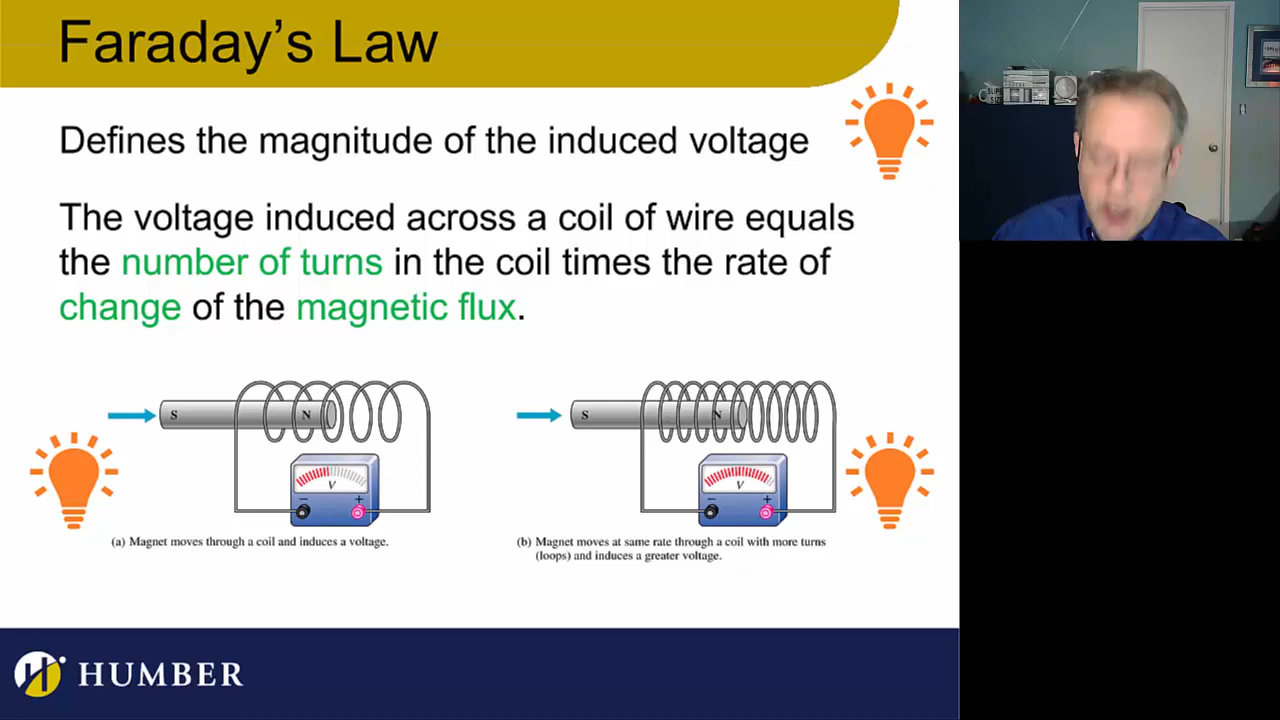 Faraday's Law
Defines the magnitude of the induced voltage
The voltage induced across a coil of wire equals
the number of turns in the coil times the rate of
change of the magnetic flux.
S N
V
− +
(a) Magnet moves through a coil and induces a voltage.
S N
V
− +
(b) Magnet moves at same rate through a coil with more turns
(loops) and induces a greater voltage.
HUMBER